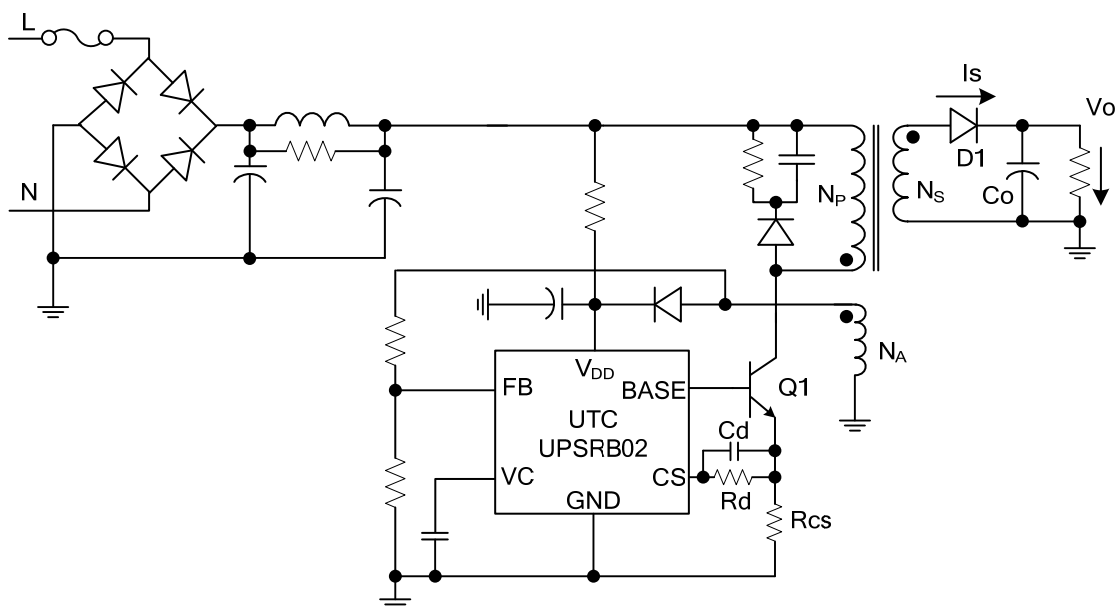 L
Is
Vo
D1
N
NP
NS
Co
NA
VDD
FB
BASE
Q1
UTC
UPSRB02
Cd
VC
CS
GND
Rd
Rcs